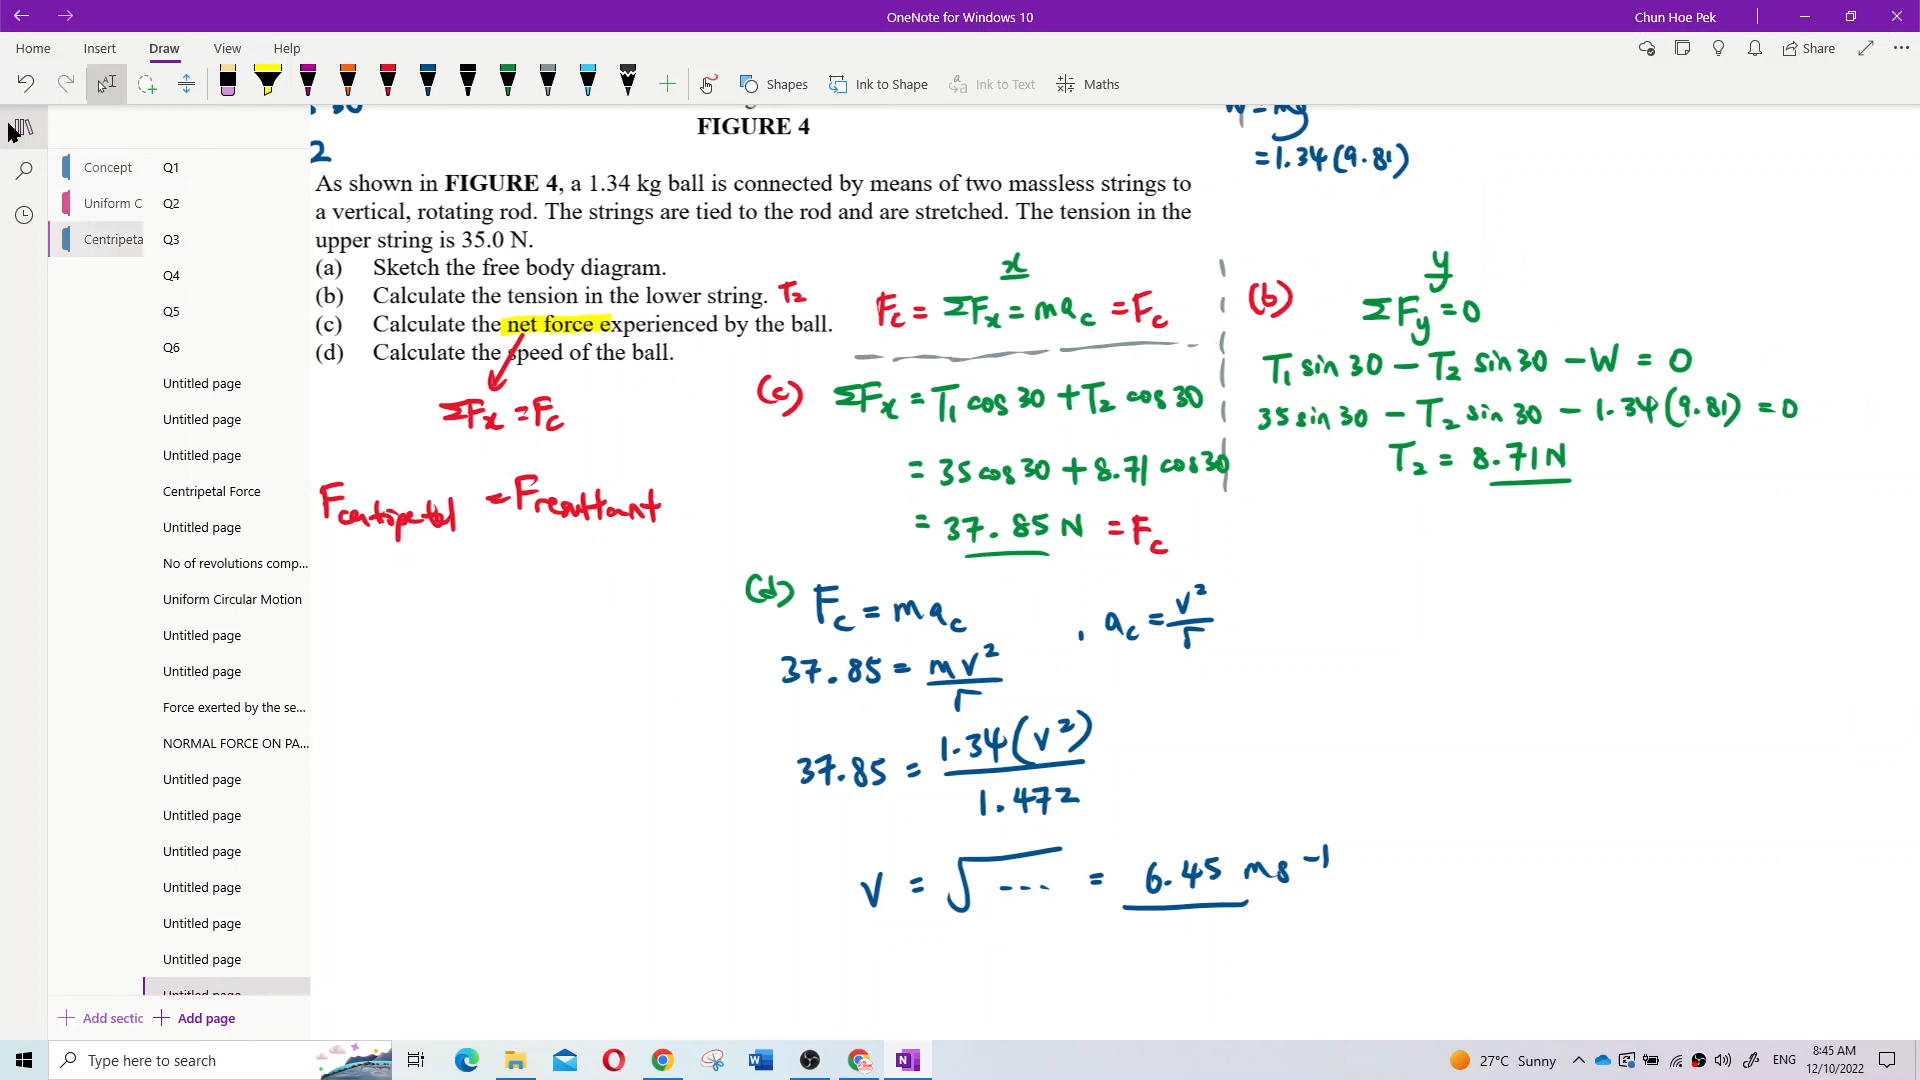 OneNote for Windows 10
Chun Hoe Pek
Home Insert Draw View Help
Share
Shapes Ink to Shape Ink to Text Maths
Concept
Uniform C
Centripeta
Q1
Q2
Q3
Q4
Q5
Q6
Untitled page
Untitled page
Untitled page
Centripetal Force
Untitled page
No of revolutions comp...
Uniform Circular Motion
Untitled page
Untitled page
Force exerted by the se...
NORMAL FORCE ON PA...
Untitled page
Untitled page
Untitled page
Untitled page
Untitled page
Untitled page
Untitled page
Add sectic Add page
30
2
FIGURE 4
W = mg
= 1.34(9.81)
As shown in FIGURE 4, a 1.34 kg ball is connected by means of two massless strings to
a vertical, rotating rod. The strings are tied to the rod and are stretched. The tension in the
upper string is 35.0 N.
(a) Sketch the free body diagram.
(b) Calculate the tension in the lower string. T₂
(c) Calculate the net force experienced by the ball.
(d) Calculate the speed of the ball.
ΣFx = Fc
Fcentripetal = Fresultant
x
Fc = ΣFx = mac = Fc
(c) ΣFx = T₁ cos 30 + T₂ cos 30
= 35 cos 30 + 8.71 cos 30
= 37.85 N = Fc
(b)
y
ΣFy = 0
T₁ sin 30 − T₂ sin 30 − W = 0
35 sin 30 − T₂ sin 30 − 1.34(9.81) = 0
T₂ = 8.71 N
(d) Fc = mac , ac = v²/r
37.85 = mv²/r
37.85 = 1.34(v²)/1.472
v = √--- = 6.45 ms⁻¹
Type here to search
27°C Sunny
ENG
8:45 AM
12/10/2022